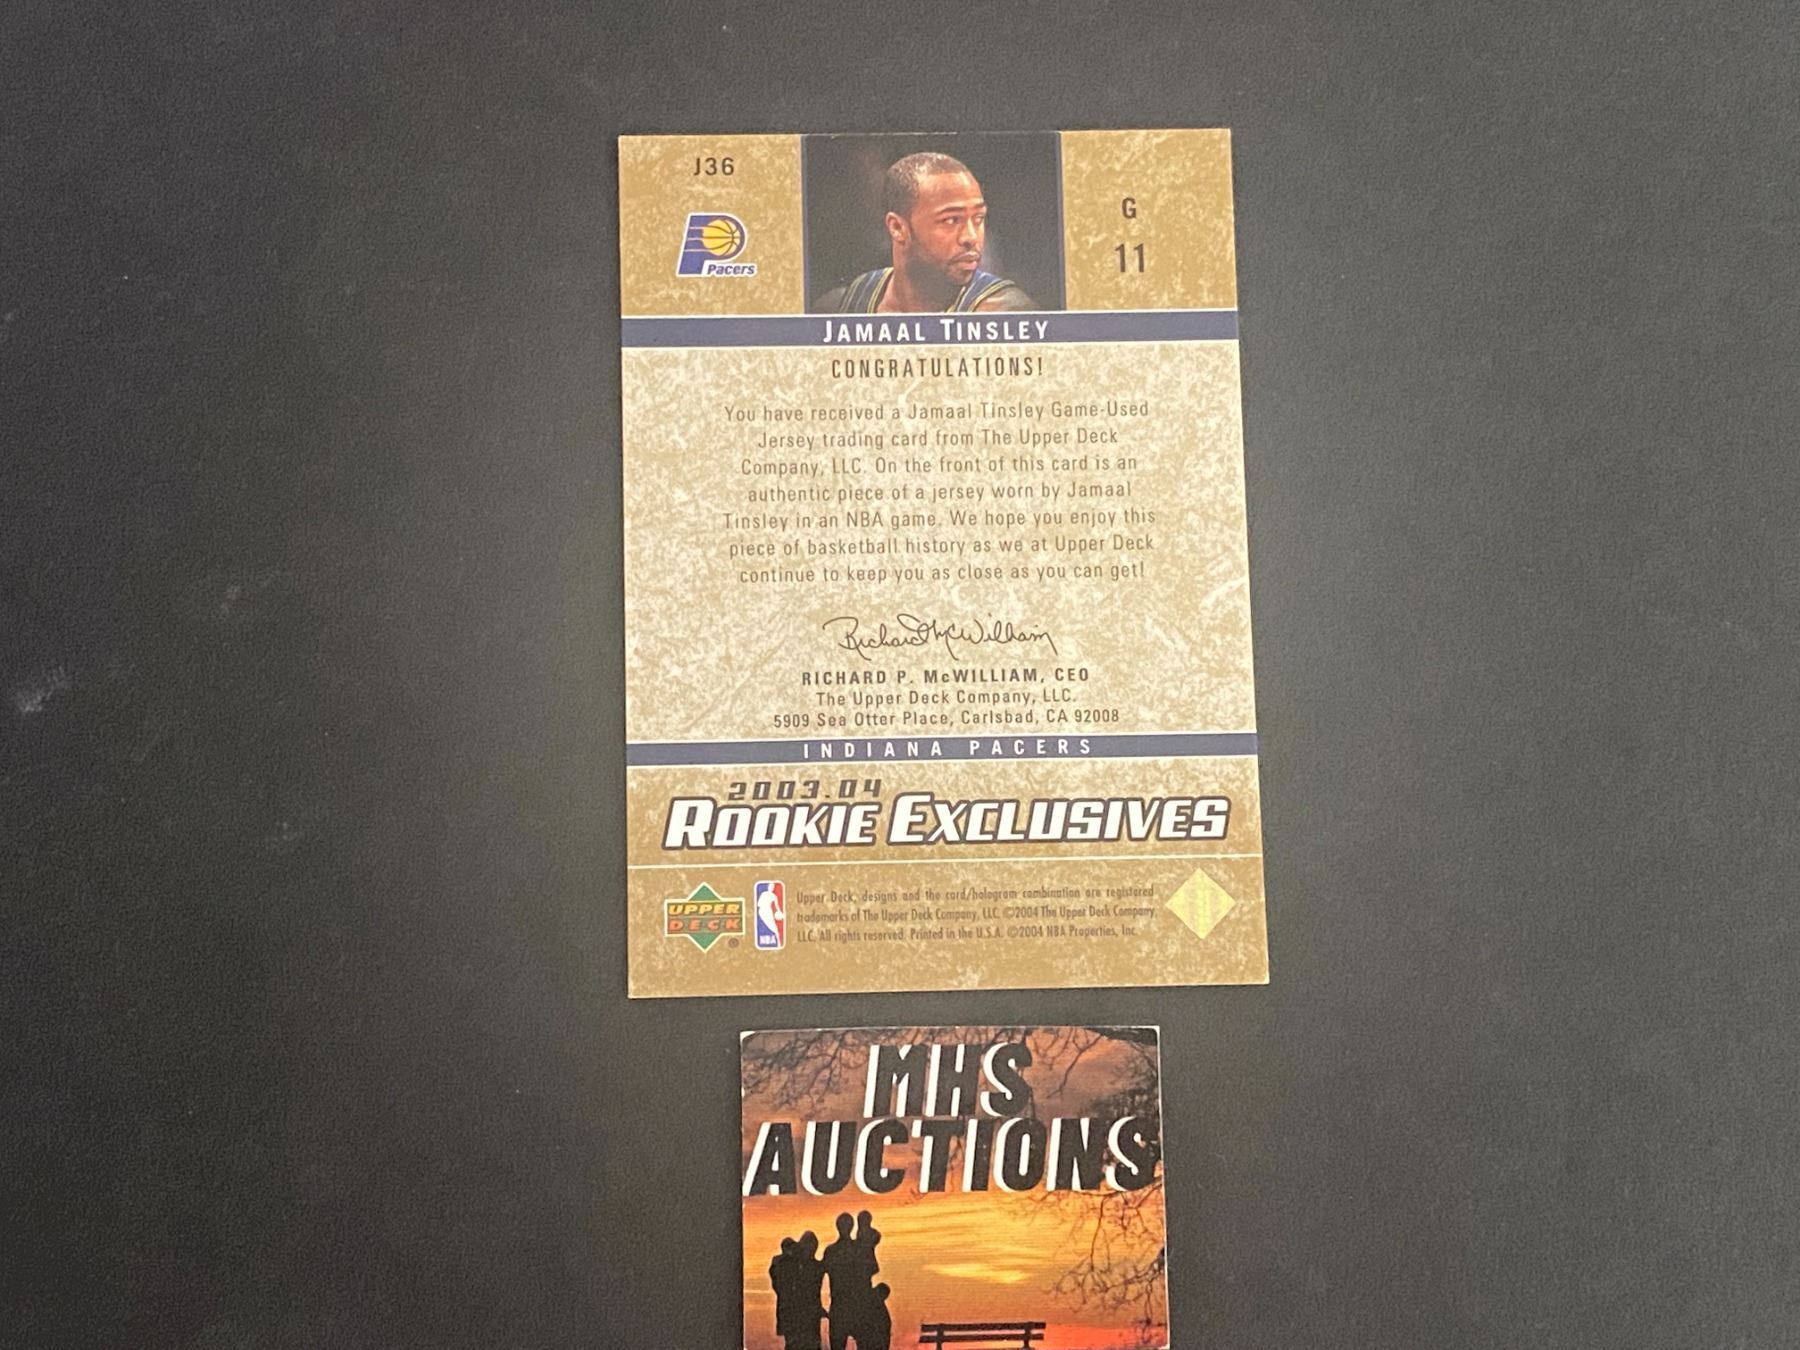 J36
Pacers
G
11
JAMAAL TINSLEY
CONGRATULATIONS!
You have received a Jamaal Tinsley Game-Used
Jersey trading card from The Upper Deck
Company, LLC. On the front of this card is an
authentic piece of a jersey worn by Jamaal
Tinsley in an NBA game. We hope you enjoy this
piece of basketball history as we at Upper Deck
continue to keep you as close as you can get!
Richard McWilliam
RICHARD P. McWILLIAM, CEO
The Upper Deck Company, LLC.
5909 Sea Otter Place, Carlsbad, CA 92008
INDIANA PACERS
2003.04
ROOKIE EXCLUSIVES
UPPER
DECK
®
NBA
Upper Deck, designs and the card/hologram combination are registered
trademarks of The Upper Deck Company, LLC. ©2004 The Upper Deck Company,
LLC. All rights reserved. Printed in the U.S.A. ©2004 NBA Properties, Inc.
MHS
AUCTIONS